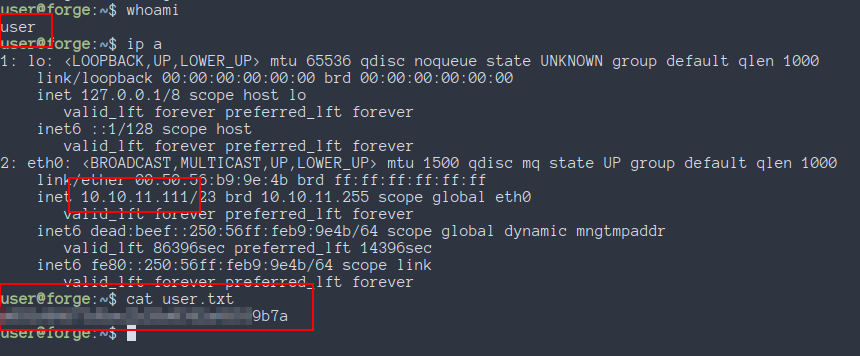 user@forge:~$ whoami
user
user@forge:~$ ip a
1: lo: <LOOPBACK,UP,LOWER_UP> mtu 65536 qdisc noqueue state UNKNOWN group default qlen 1000
    link/loopback 00:00:00:00:00:00 brd 00:00:00:00:00:00
    inet 127.0.0.1/8 scope host lo
       valid_lft forever preferred_lft forever
    inet6 ::1/128 scope host
       valid_lft forever preferred_lft forever
2: eth0: <BROADCAST,MULTICAST,UP,LOWER_UP> mtu 1500 qdisc mq state UP group default qlen 1000
    link/ether 00:50:56:b9:9e:4b brd ff:ff:ff:ff:ff:ff
    inet 10.10.11.111/23 brd 10.10.11.255 scope global eth0
       valid_lft forever preferred_lft forever
    inet6 dead:beef::250:56ff:feb9:9e4b/64 scope global dynamic mngtmpaddr
       valid_lft 86396sec preferred_lft 14396sec
    inet6 fe80::250:56ff:feb9:9e4b/64 scope link
       valid_lft forever preferred_lft forever
user@forge:~$ cat user.txt
9b7a
user@forge:~$